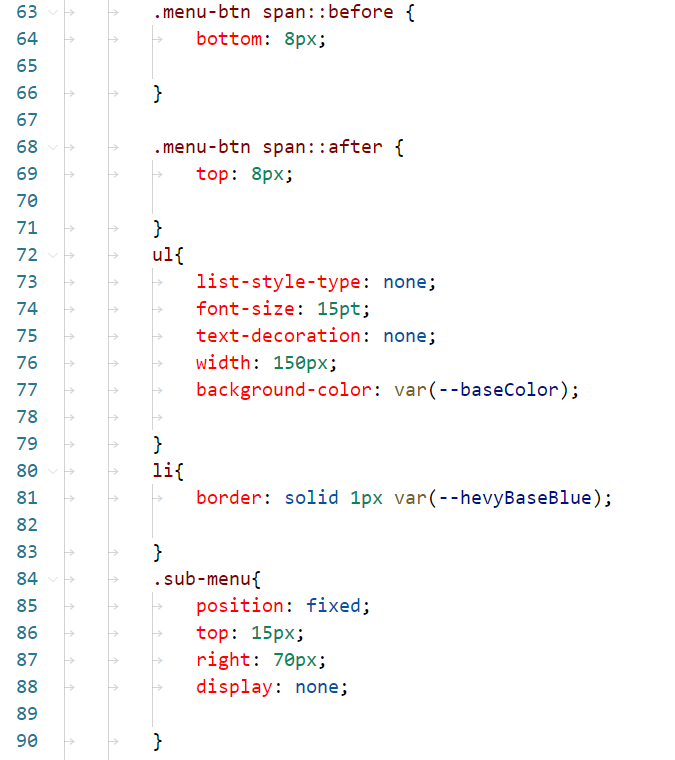 63 .menu-btn span::before {
64 bottom: 8px;
65
66 }
67
68 .menu-btn span::after {
69 top: 8px;
70
71 }
72 ul{
73 list-style-type: none;
74 font-size: 15pt;
75 text-decoration: none;
76 width: 150px;
77 background-color: var(--baseColor);
78
79 }
80 li{
81 border: solid 1px var(--hevyBaseBlue);
82
83 }
84 .sub-menu{
85 position: fixed;
86 top: 15px;
87 right: 70px;
88 display: none;
89
90 }